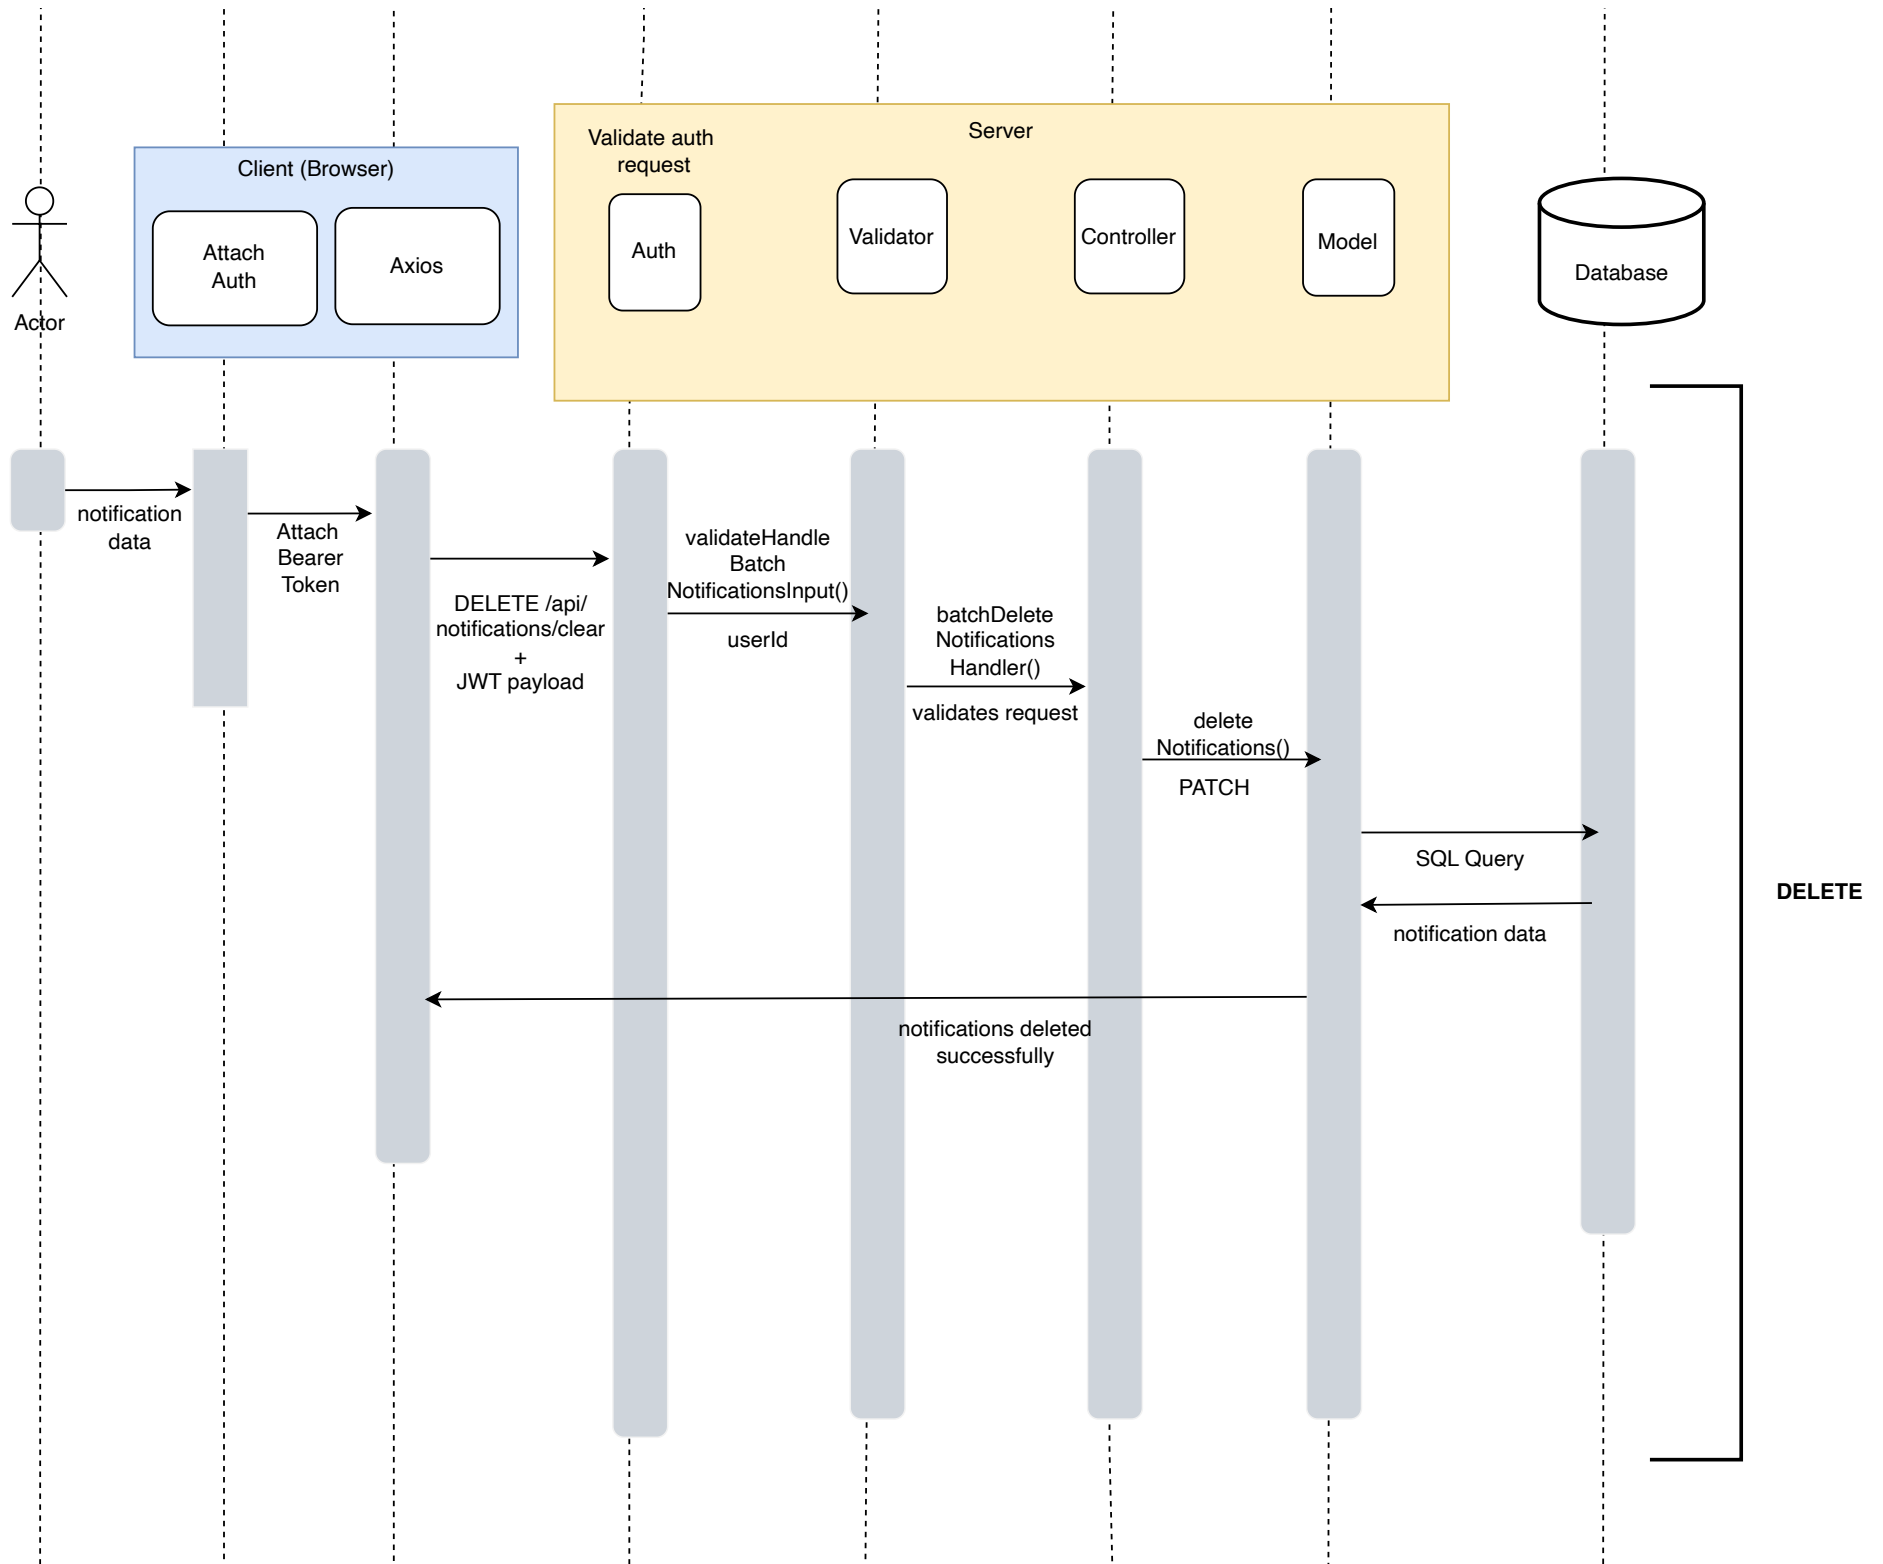 Server
Validate auth
request
Client (Browser)
Attach
Auth
Axios
Auth
Validator
Controller
Model
Database
Actor
notification
data
Attach
Bearer
Token
DELETE /api/
notifications/clear
+
JWT payload
validateHandle
Batch
NotificationsInput()
userId
batchDelete
Notifications
Handler()
validates request
delete
Notifications()
PATCH
SQL Query
notification data
notifications deleted
successfully
DELETE